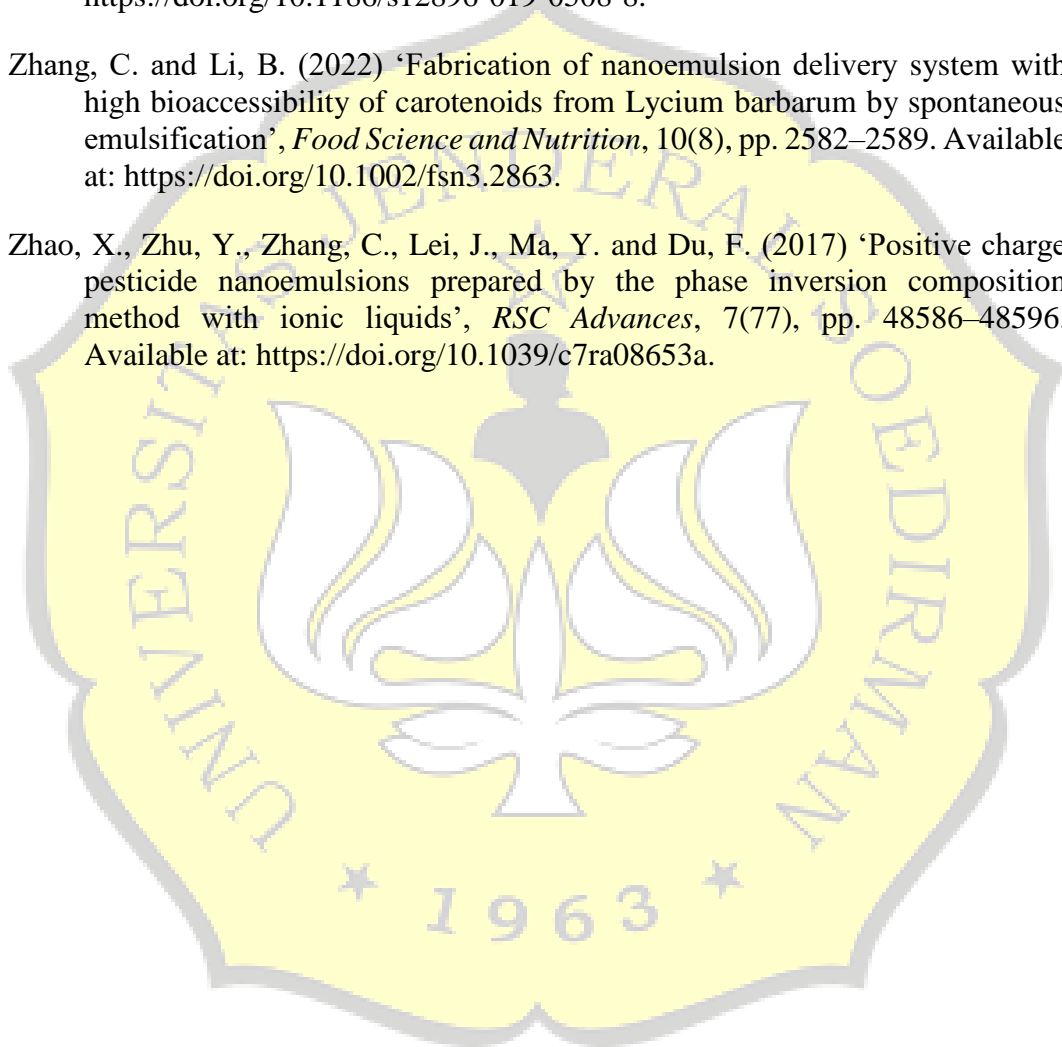 https://doi.org/10.1186/s12896-019-0508-8.
Zhang, C. and Li, B. (2022) ‘Fabrication of nanoemulsion delivery system with
high bioaccessibility of carotenoids from Lycium barbarum by spontaneous
emulsification’, Food Science and Nutrition, 10(8), pp. 2582–2589. Available
at: https://doi.org/10.1002/fsn3.2863.
Zhao, X., Zhu, Y., Zhang, C., Lei, J., Ma, Y. and Du, F. (2017) ‘Positive charge
pesticide nanoemulsions prepared by the phase inversion composition
method with ionic liquids’, RSC Advances, 7(77), pp. 48586–48596.
Available at: https://doi.org/10.1039/c7ra08653a.
UNIVERSITAS JENDERAL SOEDIRMAN
1963